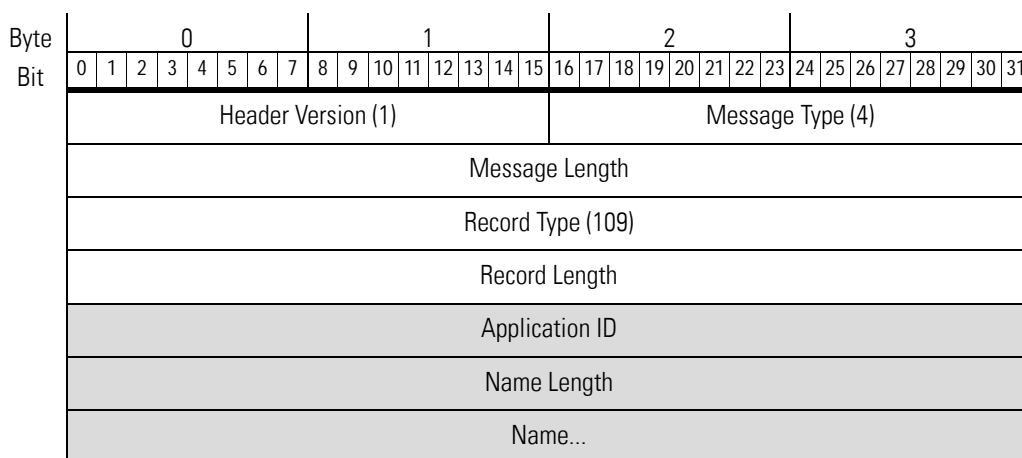 Byte 0 1 2 3
Bit 0 1 2 3 4 5 6 7 8 9 10 11 12 13 14 15 16 17 18 19 20 21 22 23 24 25 26 27 28 29 30 31
Header Version (1) Message Type (4)
Message Length
Record Type (109)
Record Length
Application ID
Name Length
Name...